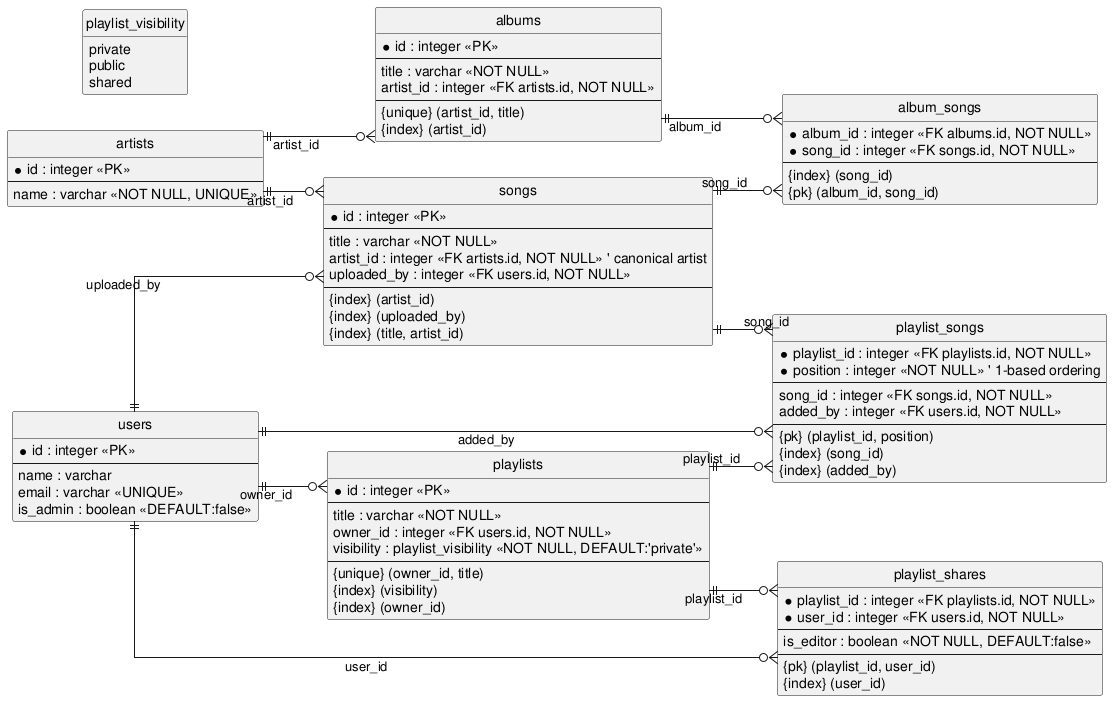 playlist_visibility
private
public
shared
albums
* id : integer «PK»
title : varchar «NOT NULL»
artist_id : integer «FK artists.id, NOT NULL»
{unique} (artist_id, title)
{index} (artist_id)
album_id
album_songs
* album_id : integer «FK albums.id, NOT NULL»
* song_id : integer «FK songs.id, NOT NULL»
{index} (song_id)
{pk} (album_id, song_id)
artists
* id : integer «PK»
name : varchar «NOT NULL, UNIQUE»
artist_id
artist_id
songs
* id : integer «PK»
title : varchar «NOT NULL»
artist_id : integer «FK artists.id, NOT NULL» ' canonical artist
uploaded_by : integer «FK users.id, NOT NULL»
{index} (artist_id)
{index} (uploaded_by)
{index} (title, artist_id)
song_id
uploaded_by
song_id
playlist_songs
* playlist_id : integer «FK playlists.id, NOT NULL»
* position : integer «NOT NULL» ' 1-based ordering
song_id : integer «FK songs.id, NOT NULL»
added_by : integer «FK users.id, NOT NULL»
{pk} (playlist_id, position)
{index} (song_id)
{index} (added_by)
users
* id : integer «PK»
name : varchar
email : varchar «UNIQUE»
is_admin : boolean «DEFAULT:false»
added_by
owner_id
playlists
* id : integer «PK»
title : varchar «NOT NULL»
owner_id : integer «FK users.id, NOT NULL»
visibility : playlist_visibility «NOT NULL, DEFAULT:'private'»
{unique} (owner_id, title)
{index} (visibility)
{index} (owner_id)
playlist_id
playlist_id
playlist_shares
* playlist_id : integer «FK playlists.id, NOT NULL»
* user_id : integer «FK users.id, NOT NULL»
is_editor : boolean «NOT NULL, DEFAULT:false»
{pk} (playlist_id, user_id)
{index} (user_id)
user_id